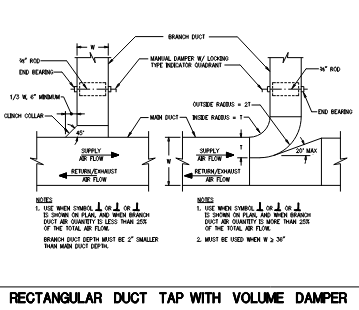 W
BRANCH DUCT
⅜" ROD
END BEARING
MANUAL DAMPER W/ LOCKING
TYPE INDICATOR QUADRANT
⅜" ROD
1/3 W, 6" MINIMUM
CLINCH COLLAR
45°
MAIN DUCT
OUTSIDE RADIUS = 2T
INSIDE RADIUS = T
END BEARING
SUPPLY
AIR FLOW
RETURN/EXHAUST
AIR FLOW
W
T
20° MAX
SUPPLY
AIR FLOW
RETURN/EXHAUST
AIR FLOW
NOTES
1. USE WHEN SYMBOL OR OR
IS SHOWN ON PLAN, AND WHEN BRANCH
DUCT AIR QUANTITY IS LESS THAN 25%
OF THE TOTAL AIR FLOW.
BRANCH DUCT DEPTH MUST BE 2" SMALLER
THAN MAIN DUCT DEPTH.
NOTES
1. USE WHEN SYMBOL OR OR
IS SHOWN ON PLAN, AND WHEN BRANCH
DUCT AIR QUANTITY IS MORE THAN 25%
OF THE TOTAL AIR FLOW.
2. MUST BE USED WHEN W ≥ 36"
RECTANGULAR DUCT TAP WITH VOLUME DAMPER